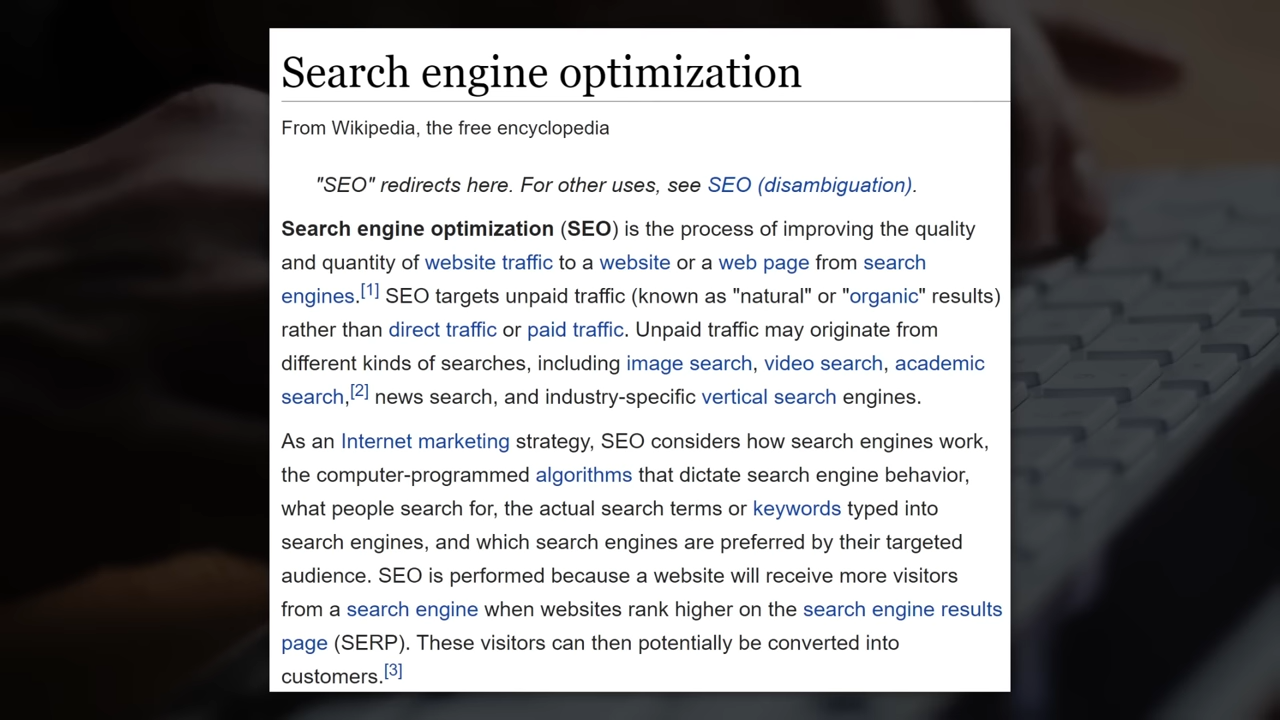 Search engine optimization
From Wikipedia, the free encyclopedia
"SEO" redirects here. For other uses, see SEO (disambiguation).
Search engine optimization (SEO) is the process of improving the quality
and quantity of website traffic to a website or a web page from search
engines.[1] SEO targets unpaid traffic (known as "natural" or "organic" results)
rather than direct traffic or paid traffic. Unpaid traffic may originate from
different kinds of searches, including image search, video search, academic
search,[2] news search, and industry-specific vertical search engines.
As an Internet marketing strategy, SEO considers how search engines work,
the computer-programmed algorithms that dictate search engine behavior,
what people search for, the actual search terms or keywords typed into
search engines, and which search engines are preferred by their targeted
audience. SEO is performed because a website will receive more visitors
from a search engine when websites rank higher on the search engine results
page (SERP). These visitors can then potentially be converted into
customers.[3]